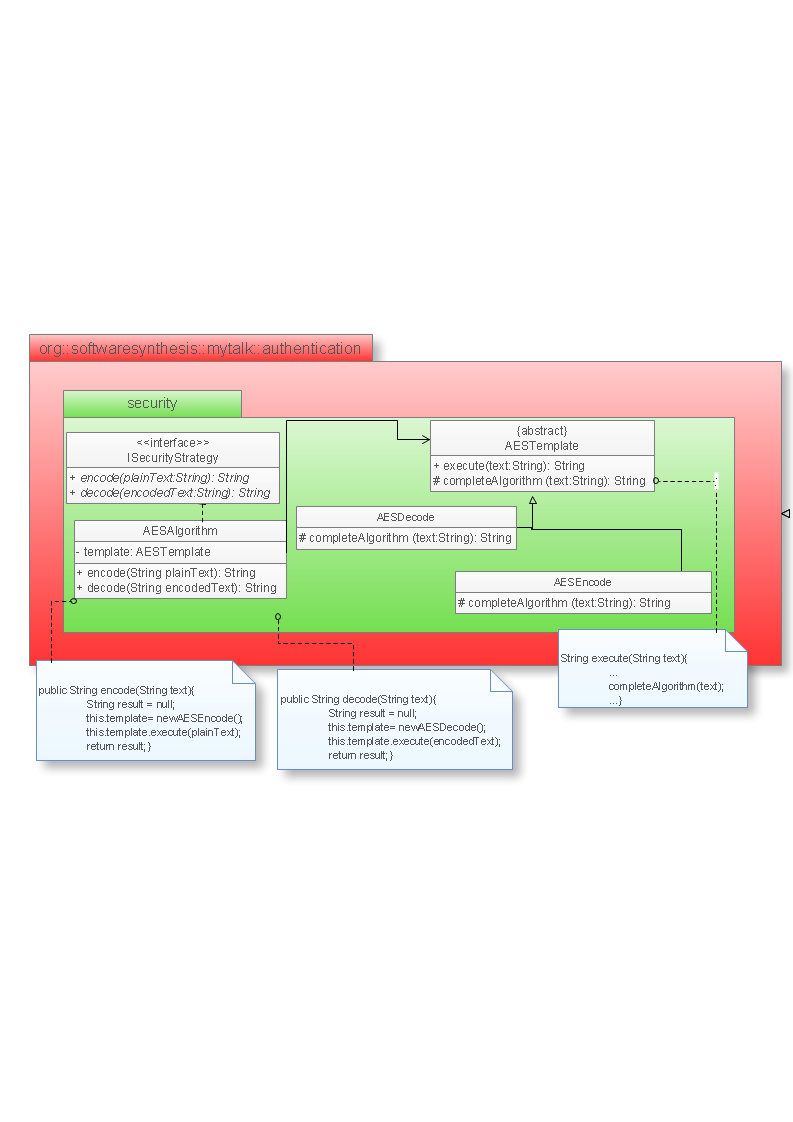 org::softwaresynthesis::mytalk::authentication
security
<<interface>>
ISecurityStrategy
+ encode(plainText:String): String
+ decode(encodedText:String): String
AESAlgorithm
- template: AESTemplate
+ encode(String plainText): String
+ decode(String encodedText): String
{abstract}
AESTemplate
+ execute(text:String): String
# completeAlgorithm (text:String): String
AESDecode
# completeAlgorithm (text:String): String
AESEncode
# completeAlgorithm (text:String): String
public String encode(String text){
String result = null;
this.template= newAESEncode();
this.template.execute(plainText);
return result; }
public String decode(String text){
String result = null;
this.template= newAESDecode();
this.template.execute(encodedText);
return result; }
String execute(String text){
...
completeAlgorithm(text);
...}